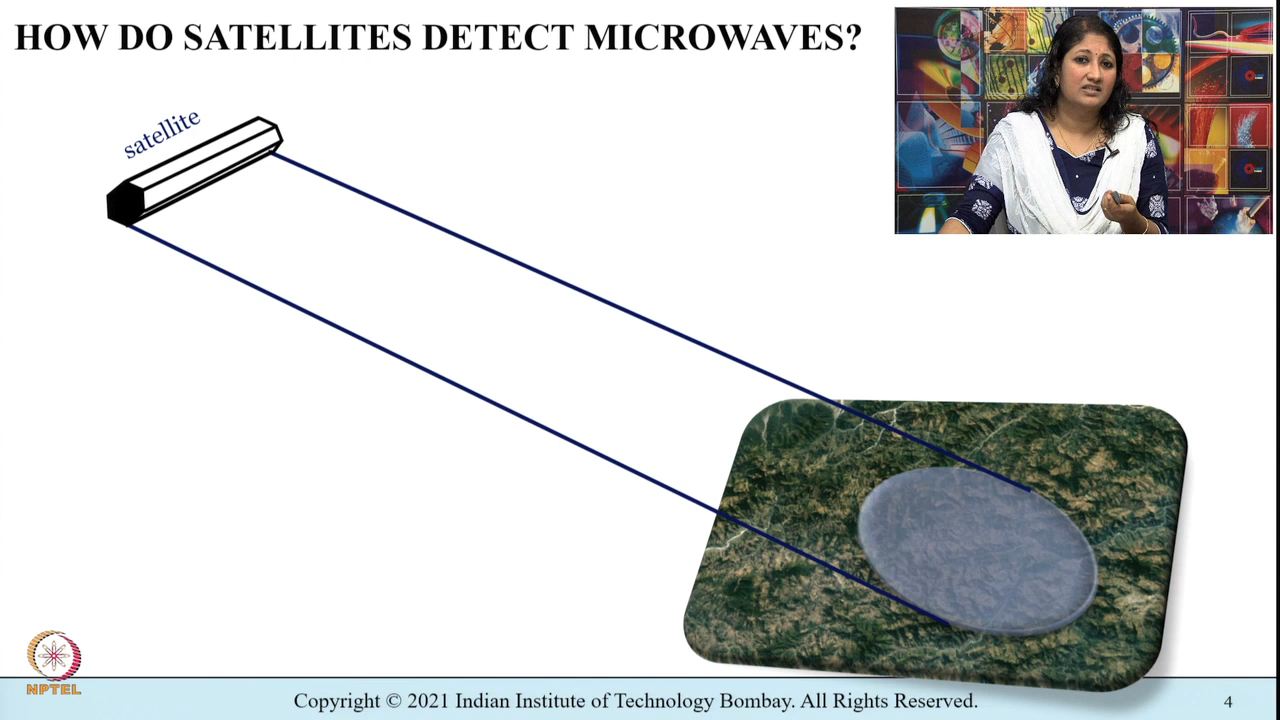 HOW DO SATELLITES DETECT MICROWAVES?
satellite
NPTEL
Copyright © 2021 Indian Institute of Technology Bombay. All Rights Reserved.
4